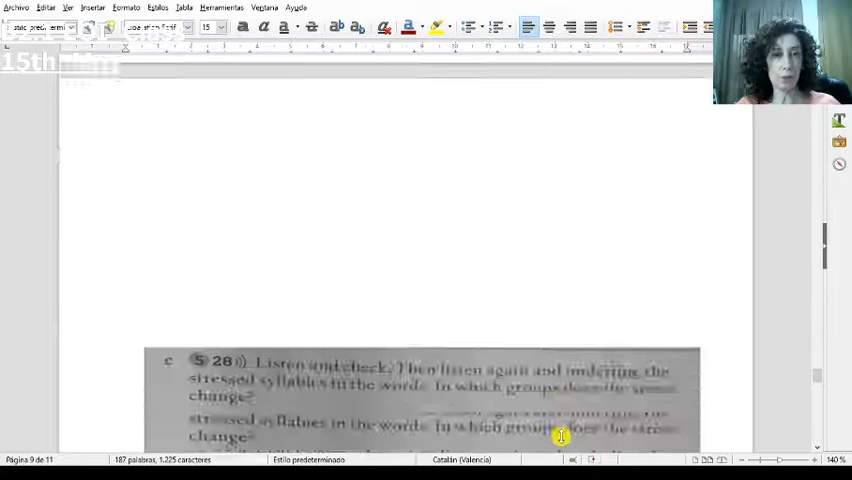 Archivo Editar Ver Insertar Formato Estilos Tabla Herramientas Ventana Ayuda
15
15th
c 5 28 Listen and check. Then listen again and underline the
stressed syllables in the words. In which groups does the stress
change?
stressed syllables in the words. In which groups does the stress
change?
Página 9 de 11 187 palabras, 1.225 caracteres Estilo predeterminado Catalán (Valencia) 140 %